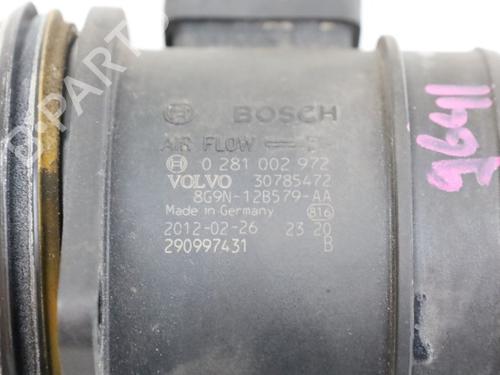 BOSCH
AIR FLOW
0 281 002 972
VOLVO 30785472
8G9N-12B579-AA
Made in Germany 816
2012-02-26 23 20
290997431 B
9641
B-PARTS